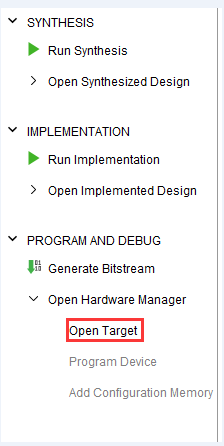 SYNTHESIS
Run Synthesis
Open Synthesized Design
IMPLEMENTATION
Run Implementation
Open Implemented Design
PROGRAM AND DEBUG
Generate Bitstream
Open Hardware Manager
Open Target
Program Device
Add Configuration Memory